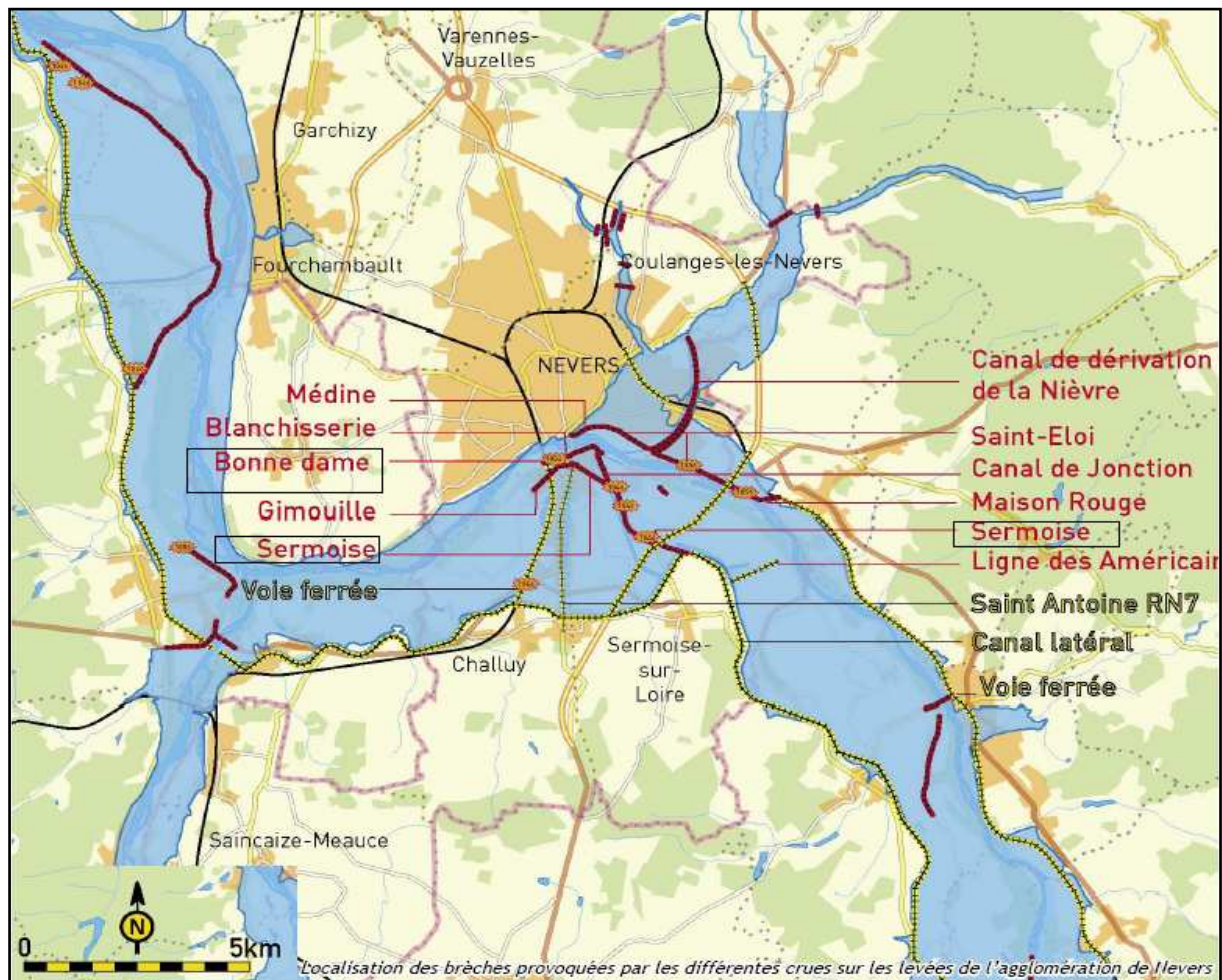 Varennes-
Vauzelles
Garchizy
Fourchambault
Coulanges-les-Nevers
NEVERS
Médine
Blanchisserie
Bonne dame
Gimouille
Sermoise
Voie ferrée
Canal de dérivation
de la Nièvre
Saint-Eloi
Canal de Jonction
Maison Rouge
Sermoise
Ligne des Américain
Saint Antoine RN7
Canal latéral
Voie ferrée
Challuy
Sermoise-
sur-
Loire
Saincaize-Meauce
N
0 5km
Localisation des brèches provoquées par les différentes crues sur les levées de l'agglomération de Nevers